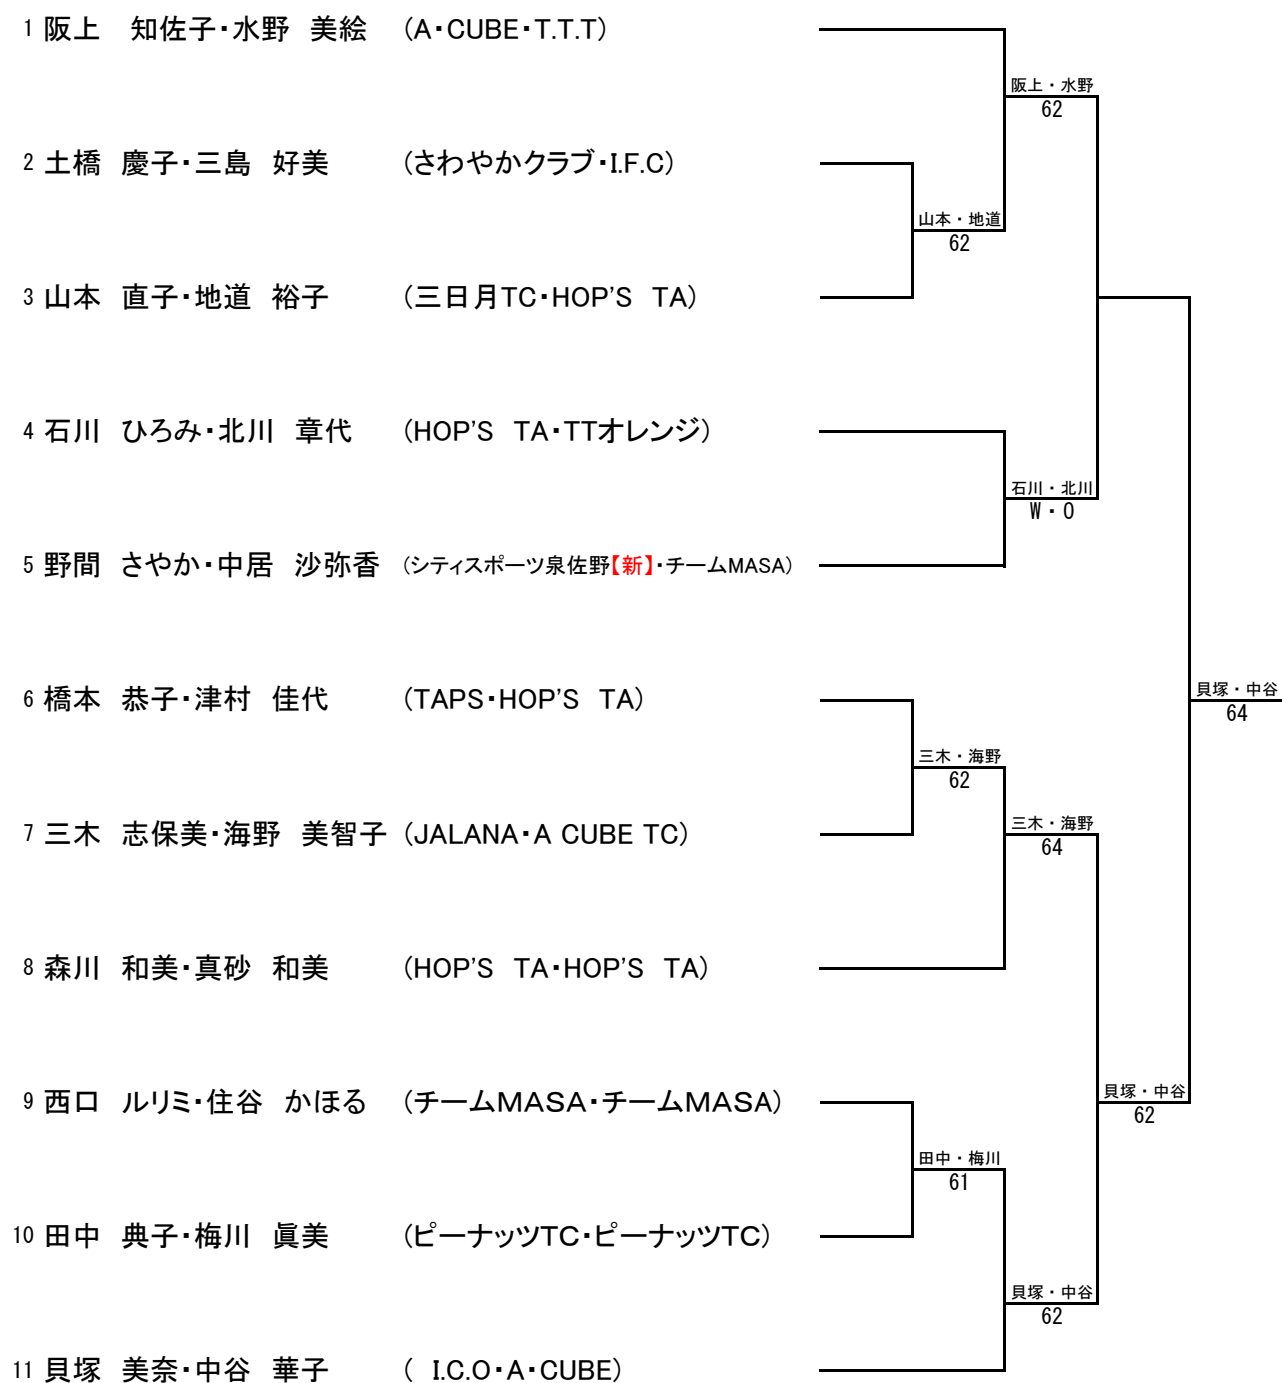 1 阪上　知佐子・水野　美絵　(A・CUBE・T.T.T)
阪上・水野
62
2 土橋　慶子・三島　好美　(さわやかクラブ・I.F.C)
山本・地道
62
3 山本　直子・地道　裕子　(三日月TC・HOP'S　TA)
4 石川　ひろみ・北川　章代　(HOP'S　TA・TTオレンジ)
石川・北川
W・O
5 野間　さやか・中居　沙弥香　(シティスポーツ泉佐野【新】・チームMASA)
6 橋本　恭子・津村　佳代　(TAPS・HOP'S　TA)
貝塚・中谷
64
三木・海野
62
7 三木　志保美・海野　美智子　(JALANA・A CUBE TC)
三木・海野
64
8 森川　和美・真砂　和美　(HOP'S　TA・HOP'S　TA)
9 西口　ルリミ・住谷　かほる　(チームMASA・チームMASA)
貝塚・中谷
62
田中・梅川
61
10 田中　典子・梅川　眞美　(ピーナッツTC・ピーナッツTC)
貝塚・中谷
62
11 貝塚　美奈・中谷　華子　(　I.C.O・A・CUBE)